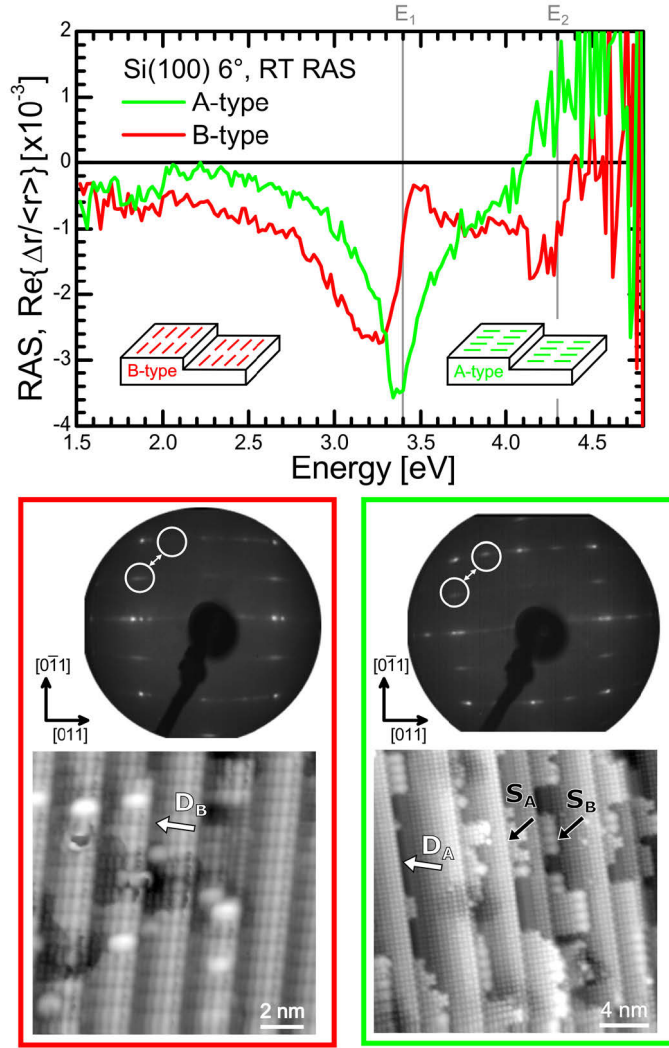 E1 E2
2
1
0
-1
-2
-3
-4
RAS, Re{Δr/<r>} [x10⁻³]
Si(100) 6°, RT RAS
A-type
B-type
B-type
A-type
1.5 2.0 2.5 3.0 3.5 4.0 4.5
Energy [eV]
[01̄1]
[011]
[01̄1]
[011]
DB
2 nm
SA SB
DA
4 nm